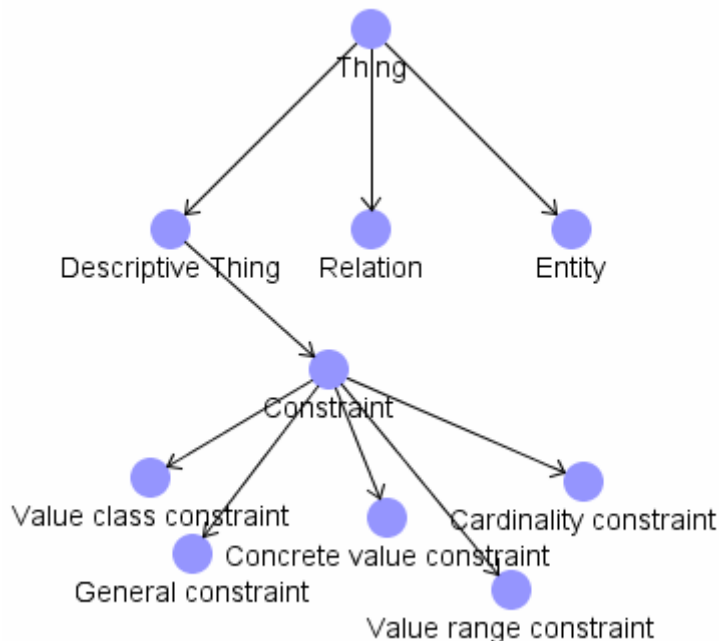 Thing
Descriptive Thing
Relation
Entity
Constraint
Value class constraint
Cardinality constraint
Concrete value constraint
General constraint
Value range constraint